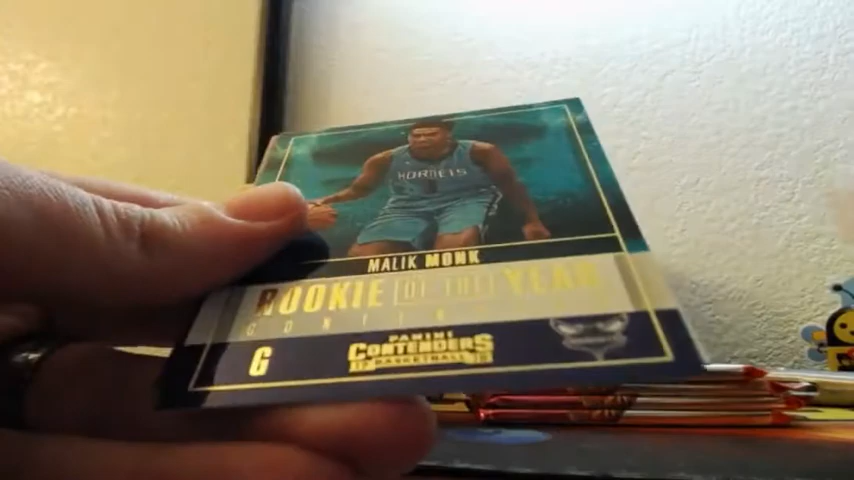 HORNETS
MALIK MONK
ROOKIE OF THE YEAR
G
PANINI
CONTENDERS
BASKETBALL